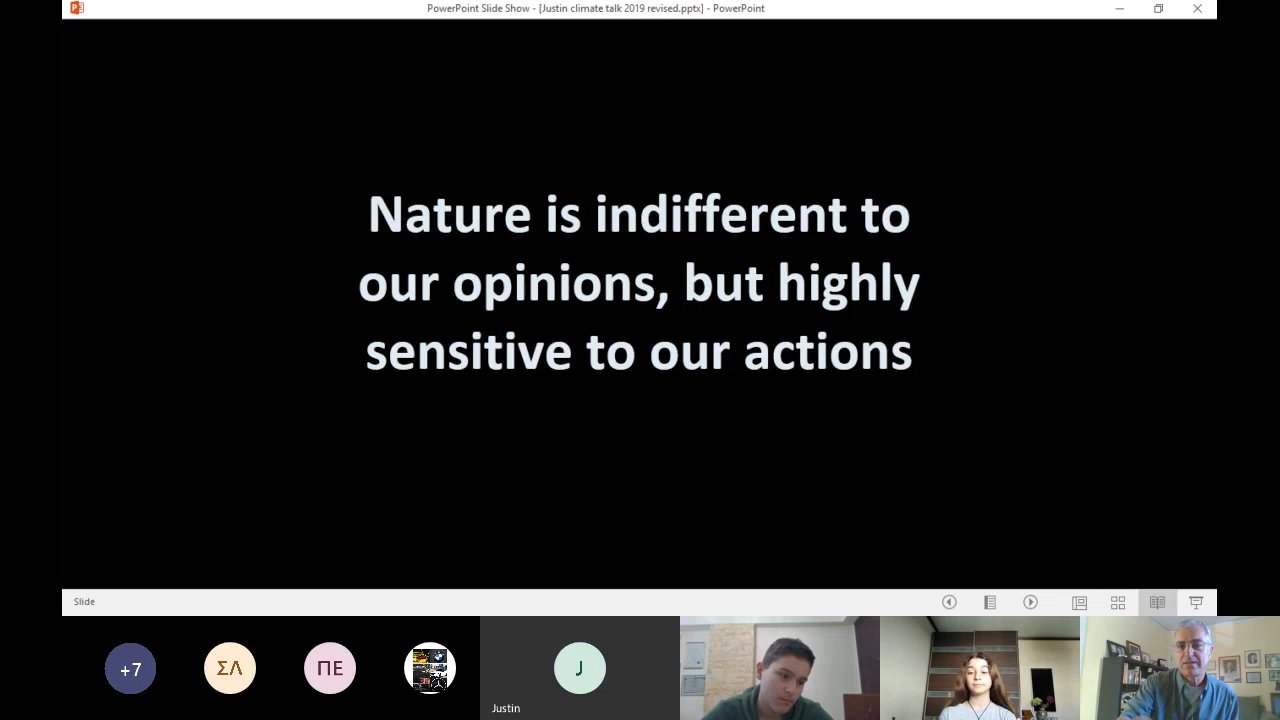 PowerPoint Slide Show - [Justin climate talk 2019 revised.pptx] - PowerPoint
Nature is indifferent to
our opinions, but highly
sensitive to our actions
Slide
+7
ΣΛ
ΠΕ
J
Justin